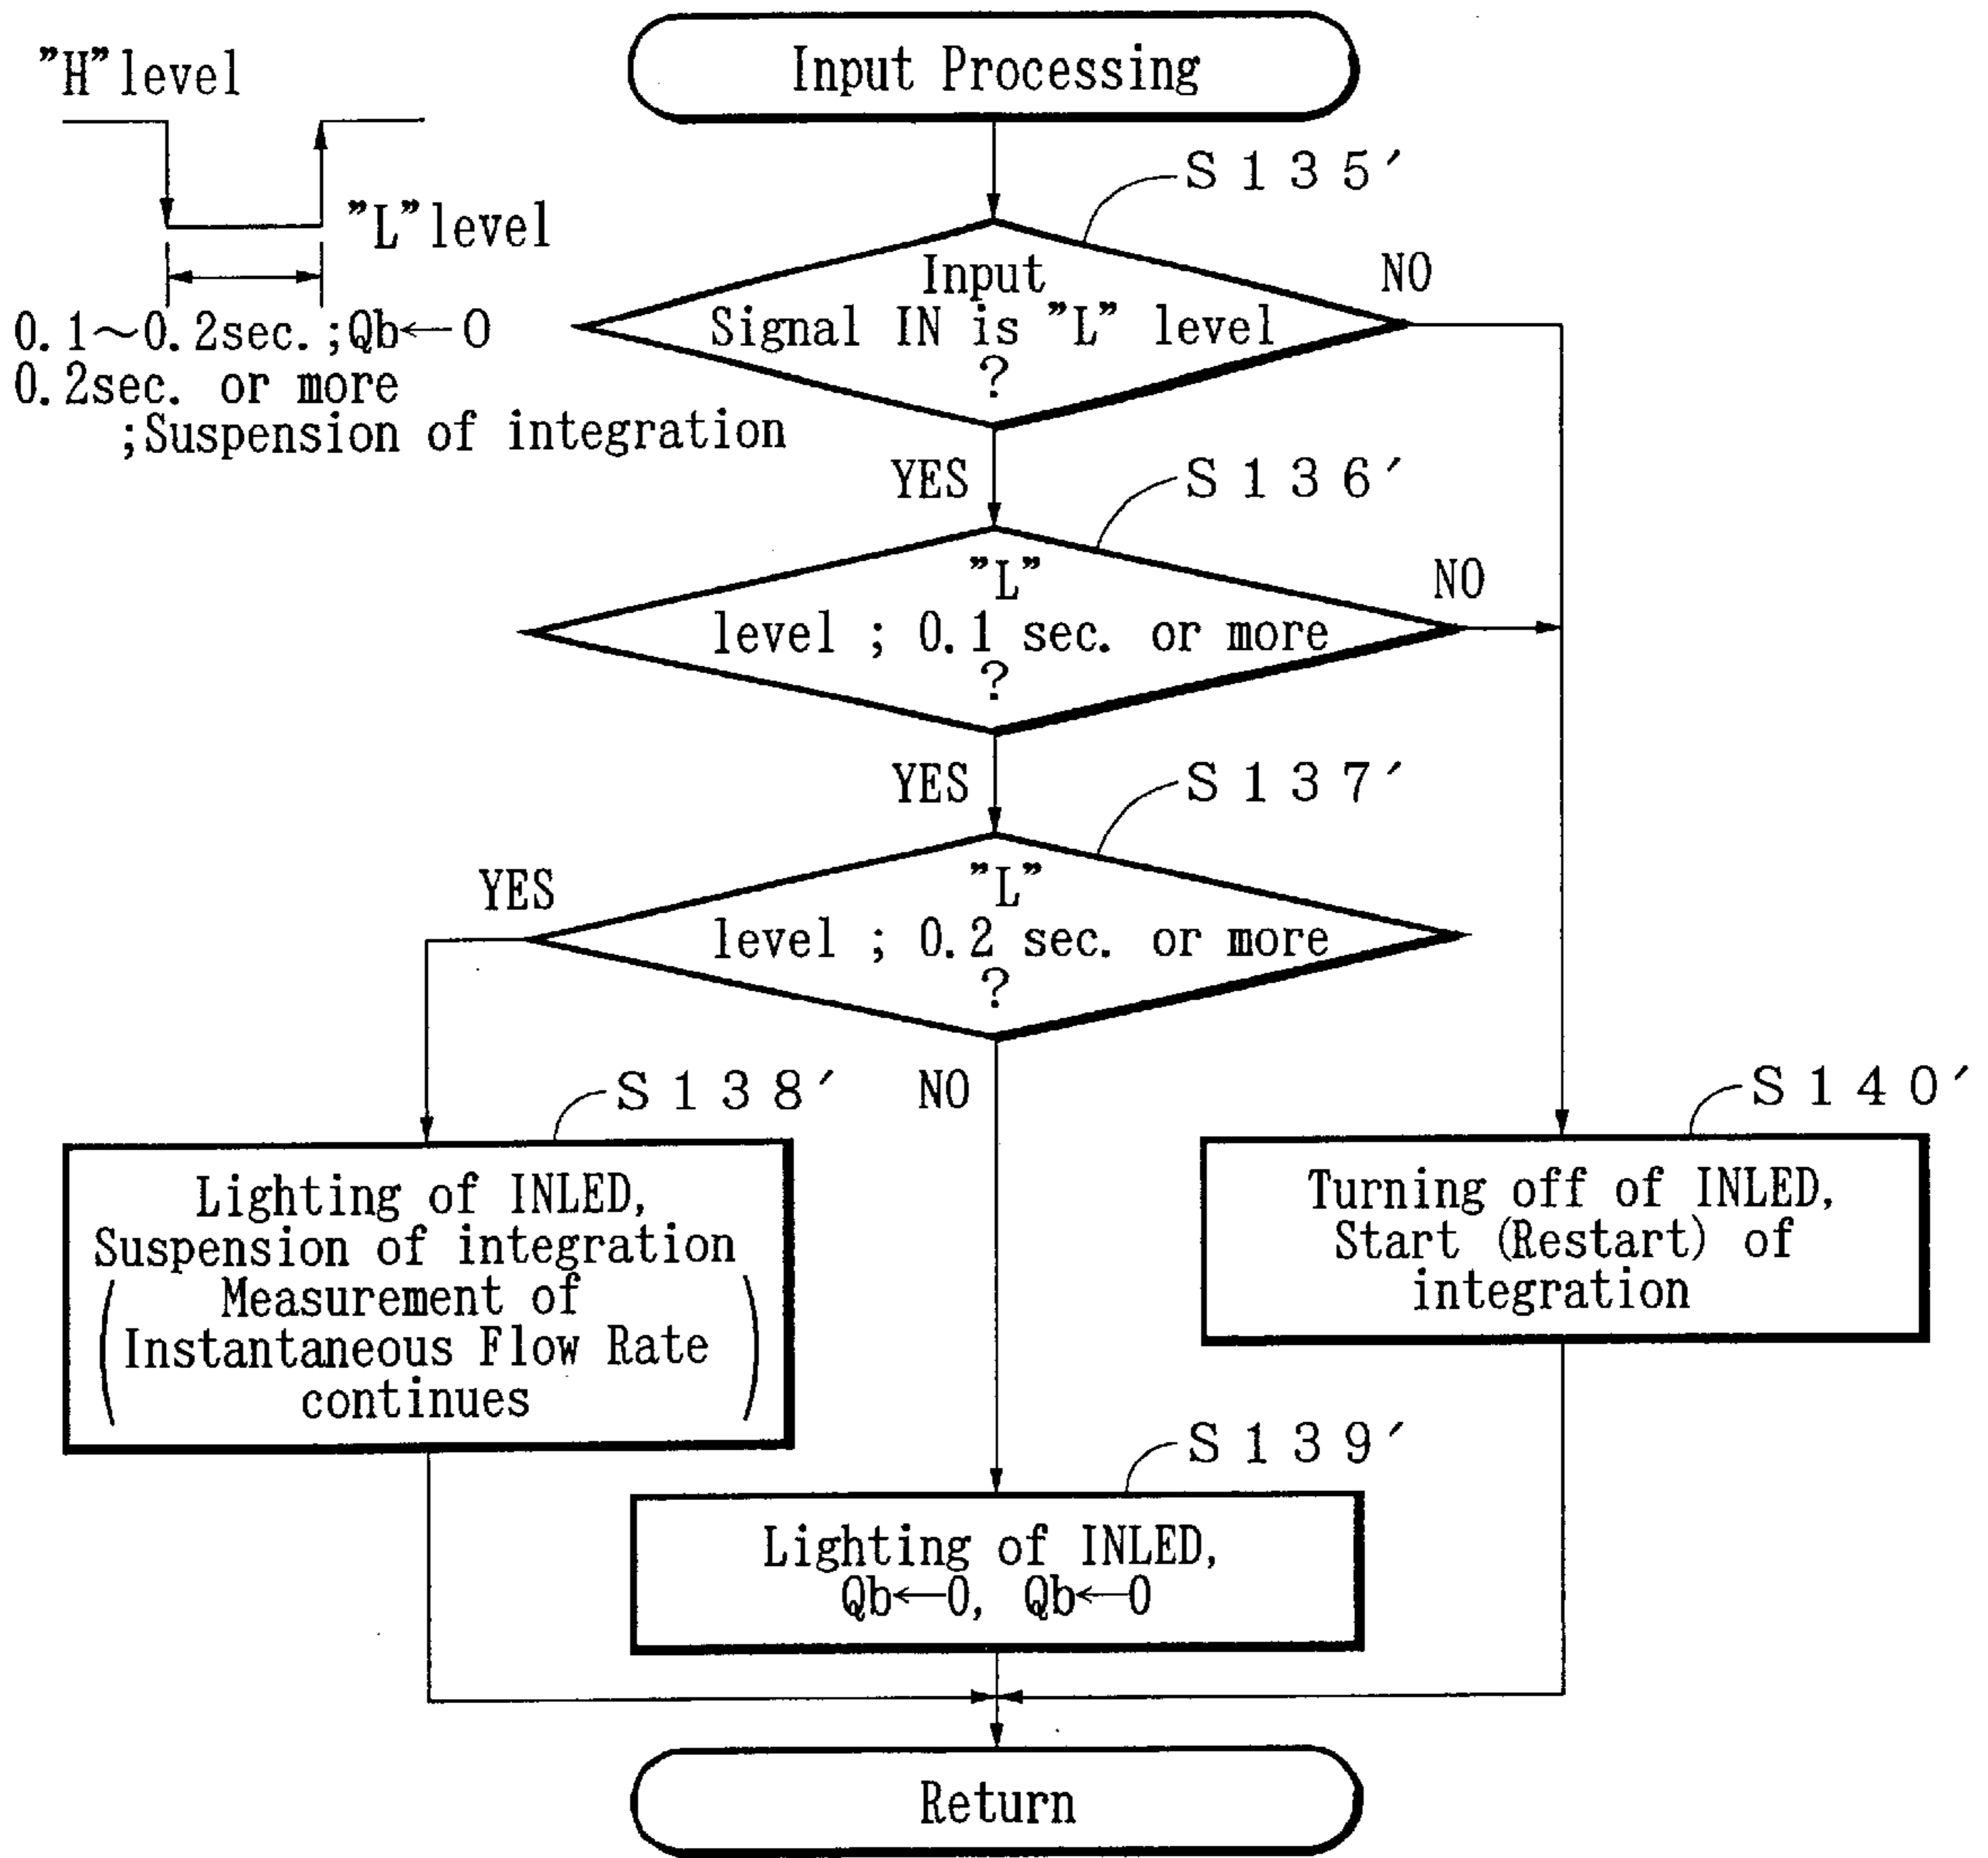 "H"level
"L"level
0.1~0.2sec.;Qb←0
0.2sec. or more
;Suspension of integration
Input Processing
S135′
Input
Signal IN is "L" level
?
NO
YES
S136′
"L"
level ; 0.1 sec. or more
?
NO
YES
S137′
"L"
level ; 0.2 sec. or more
?
YES
NO
S138′
Lighting of INLED,
Suspension of integration
(Measurement of
Instantaneous Flow Rate
continues)
S140′
Turning off of INLED,
Start (Restart) of
integration
S139′
Lighting of INLED,
Qb←0, Qb←0
Return